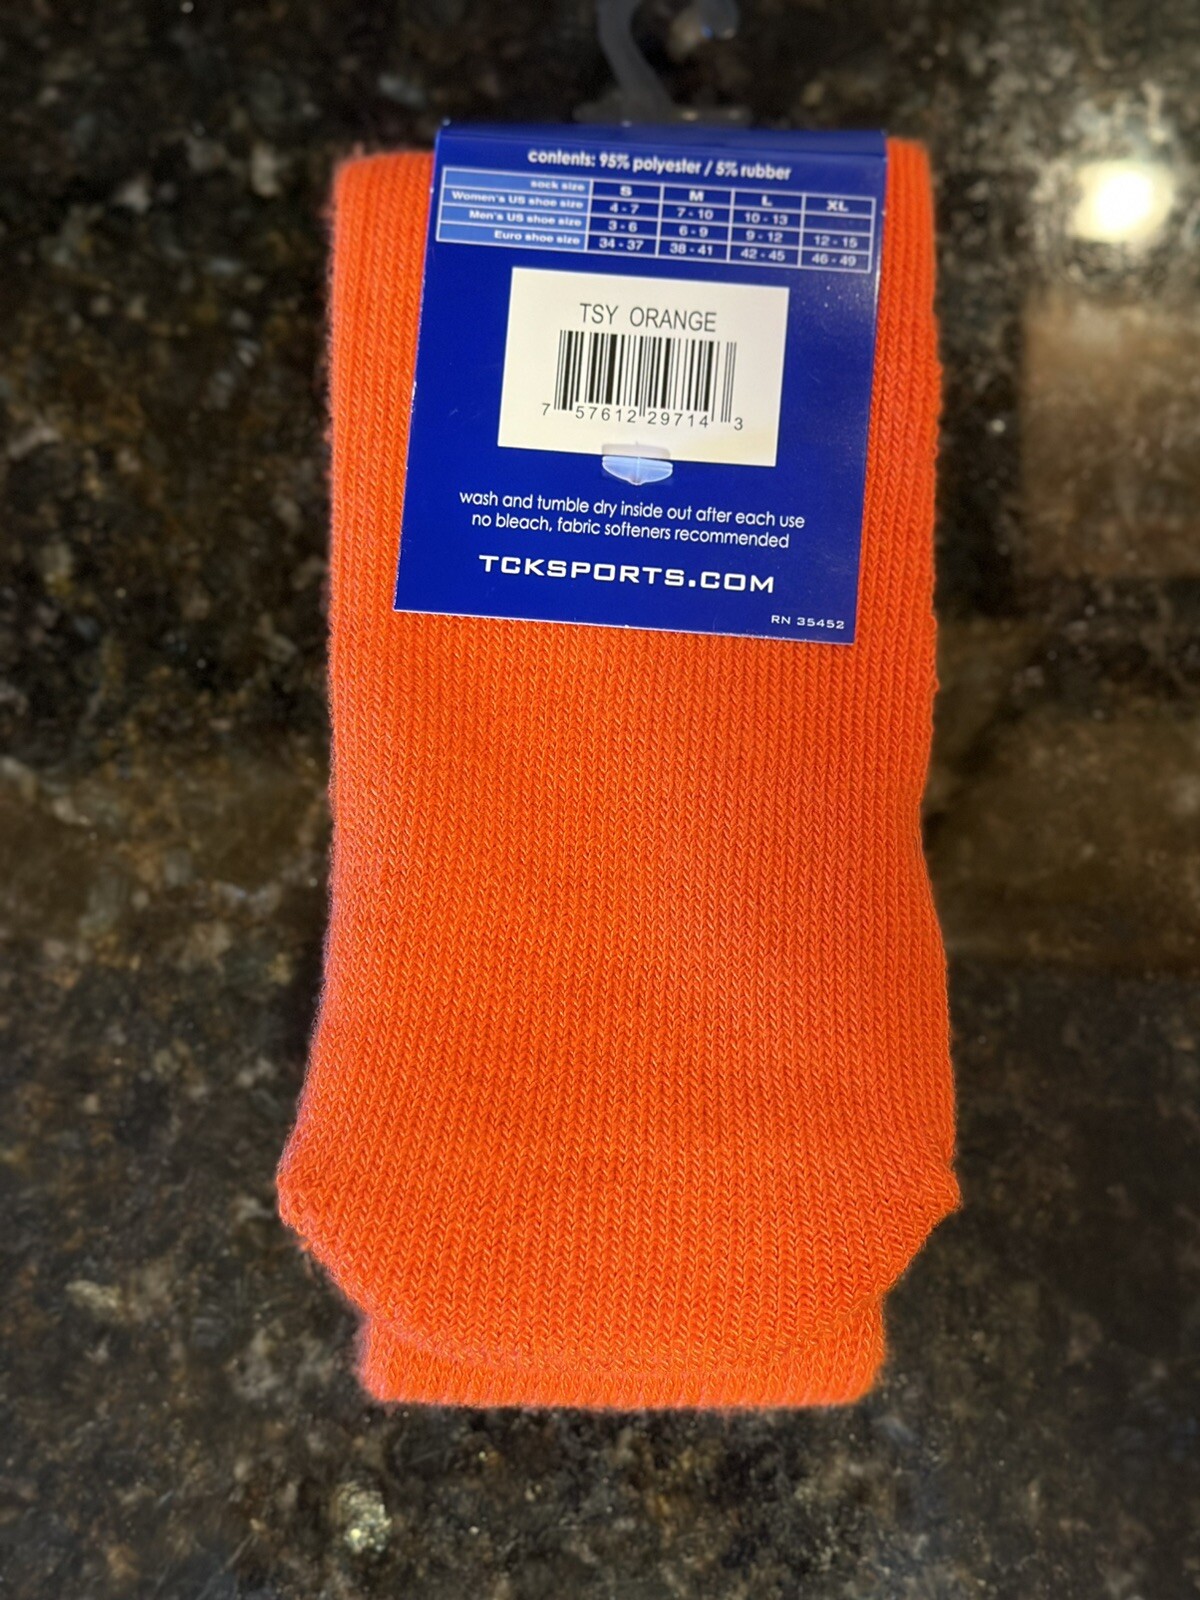 contents: 95% polyester / 5% rubber
sock size S M L XL
Women's US shoe size 4 - 7 7 - 10 10 - 13
Men's US shoe size 3 - 6 6 - 9 9 - 12 12 - 15
Euro shoe size 34 - 37 38 - 41 42 - 45 46 - 49
TSY ORANGE
7 57612 29714 3
wash and tumble dry inside out after each use
no bleach, fabric softeners recommended
TCKSPORTS.COM
RN 35452